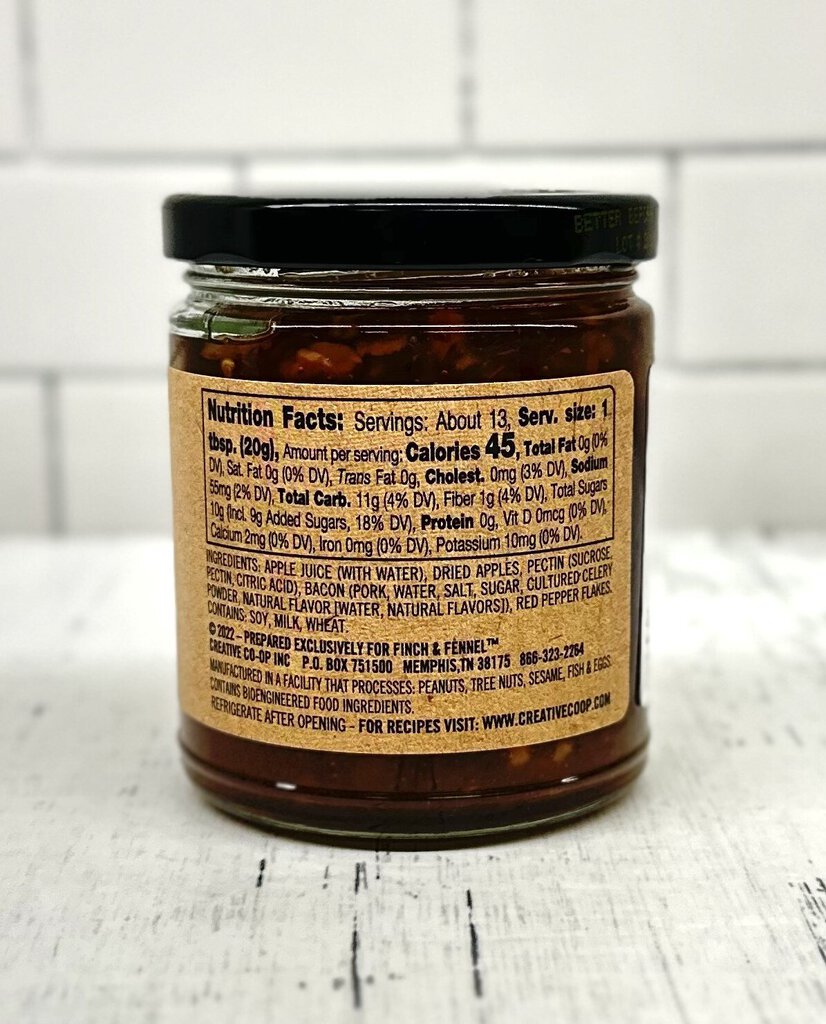 BETTER
LOT #
Nutrition Facts: Servings: About 13, Serv. size: 1
tbsp. (20g), Amount per serving: Calories 45, Total Fat 0g (0%
DV), Sat. Fat 0g (0% DV), Trans Fat 0g, Cholest. 0mg (3% DV), Sodium
55mg (2% DV), Total Carb. 11g (4% DV), Fiber 1g (4% DV), Total Sugars
10g (Incl. 9g Added Sugars, 18% DV), Protein 0g, Vit D 0mcg (0% DV),
Calcium 2mg (0% DV), Iron 0mg (0% DV), Potassium 10mg (0% DV).
INGREDIENTS: APPLE JUICE (WITH WATER), DRIED APPLES, PECTIN (SUCROSE,
PECTIN, CITRIC ACID), BACON (PORK, WATER, SALT, SUGAR, CULTURED CELERY
POWDER, NATURAL FLAVOR [WATER, NATURAL FLAVORS]), RED PEPPER FLAKES.
CONTAINS: SOY, MILK, WHEAT.
© 2022 – PREPARED EXCLUSIVELY FOR FINCH & FENNEL™
CREATIVE CO-OP INC P.O. BOX 751500 MEMPHIS,TN 38175 866-323-2264
MANUFACTURED IN A FACILITY THAT PROCESSES: PEANUTS, TREE NUTS, SESAME, FISH & EGGS.
CONTAINS BIOENGINEERED FOOD INGREDIENTS.
REFRIGERATE AFTER OPENING – FOR RECIPES VISIT: WWW.CREATIVECOOP.COM